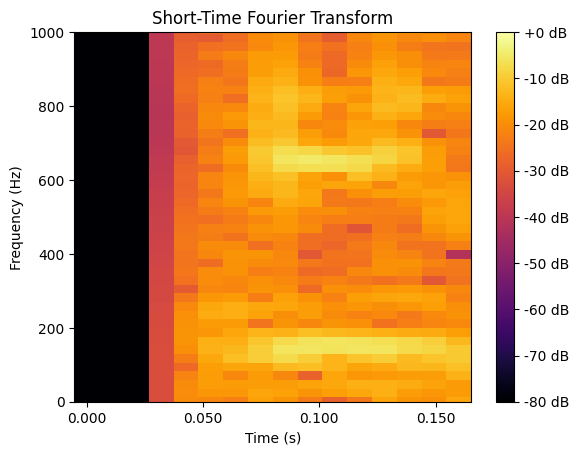 Short-Time Fourier Transform
1000
800
600
400
200
0
Frequency (Hz)
0.000
0.050
0.100
0.150
Time (s)
+0 dB
-10 dB
-20 dB
-30 dB
-40 dB
-50 dB
-60 dB
-70 dB
-80 dB